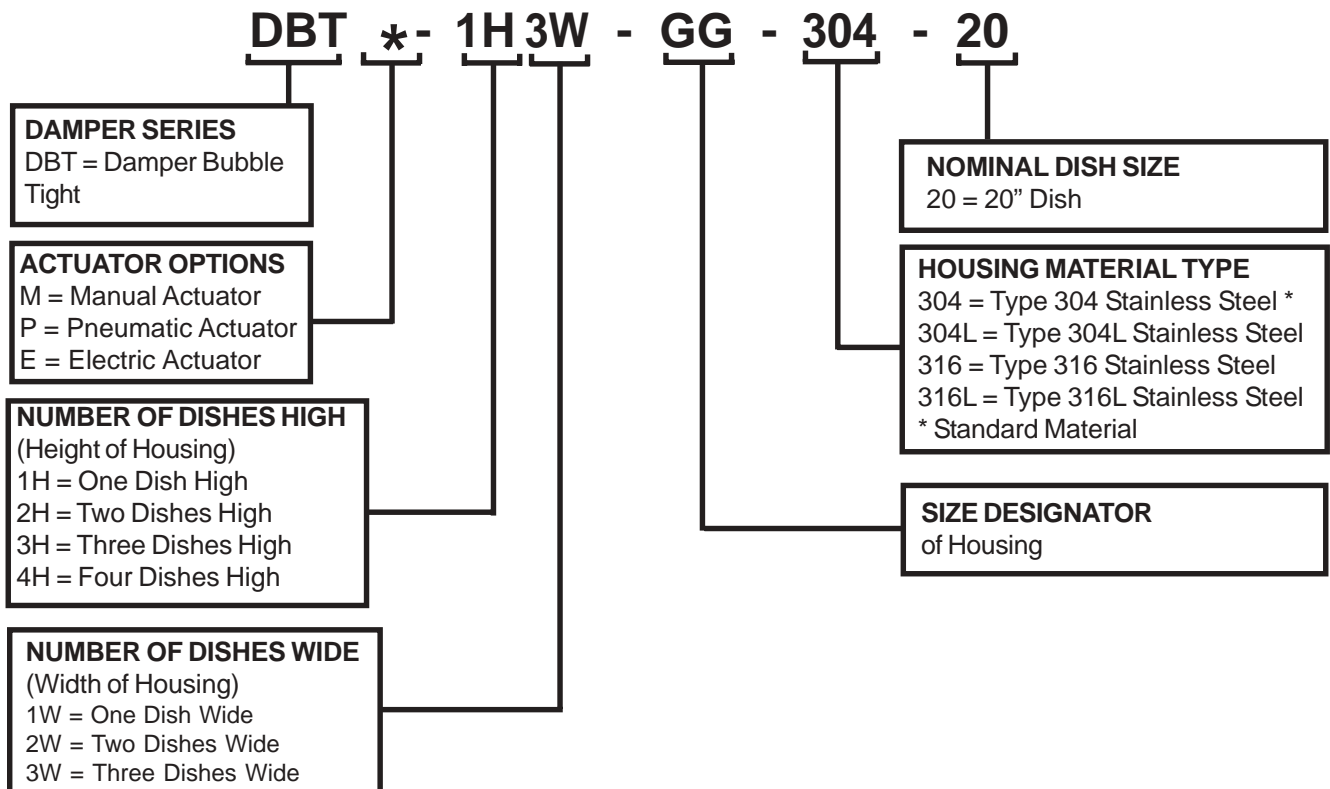 DBT * - 1H 3W - GG - 304 - 20
DAMPER SERIES
DBT = Damper Bubble
Tight
ACTUATOR OPTIONS
M = Manual Actuator
P = Pneumatic Actuator
E = Electric Actuator
NUMBER OF DISHES HIGH
(Height of Housing)
1H = One Dish High
2H = Two Dishes High
3H = Three Dishes High
4H = Four Dishes High
NUMBER OF DISHES WIDE
(Width of Housing)
1W = One Dish Wide
2W = Two Dishes Wide
3W = Three Dishes Wide
NOMINAL DISH SIZE
20 = 20” Dish
HOUSING MATERIAL TYPE
304 = Type 304 Stainless Steel *
304L = Type 304L Stainless Steel
316 = Type 316 Stainless Steel
316L = Type 316L Stainless Steel
* Standard Material
SIZE DESIGNATOR
of Housing